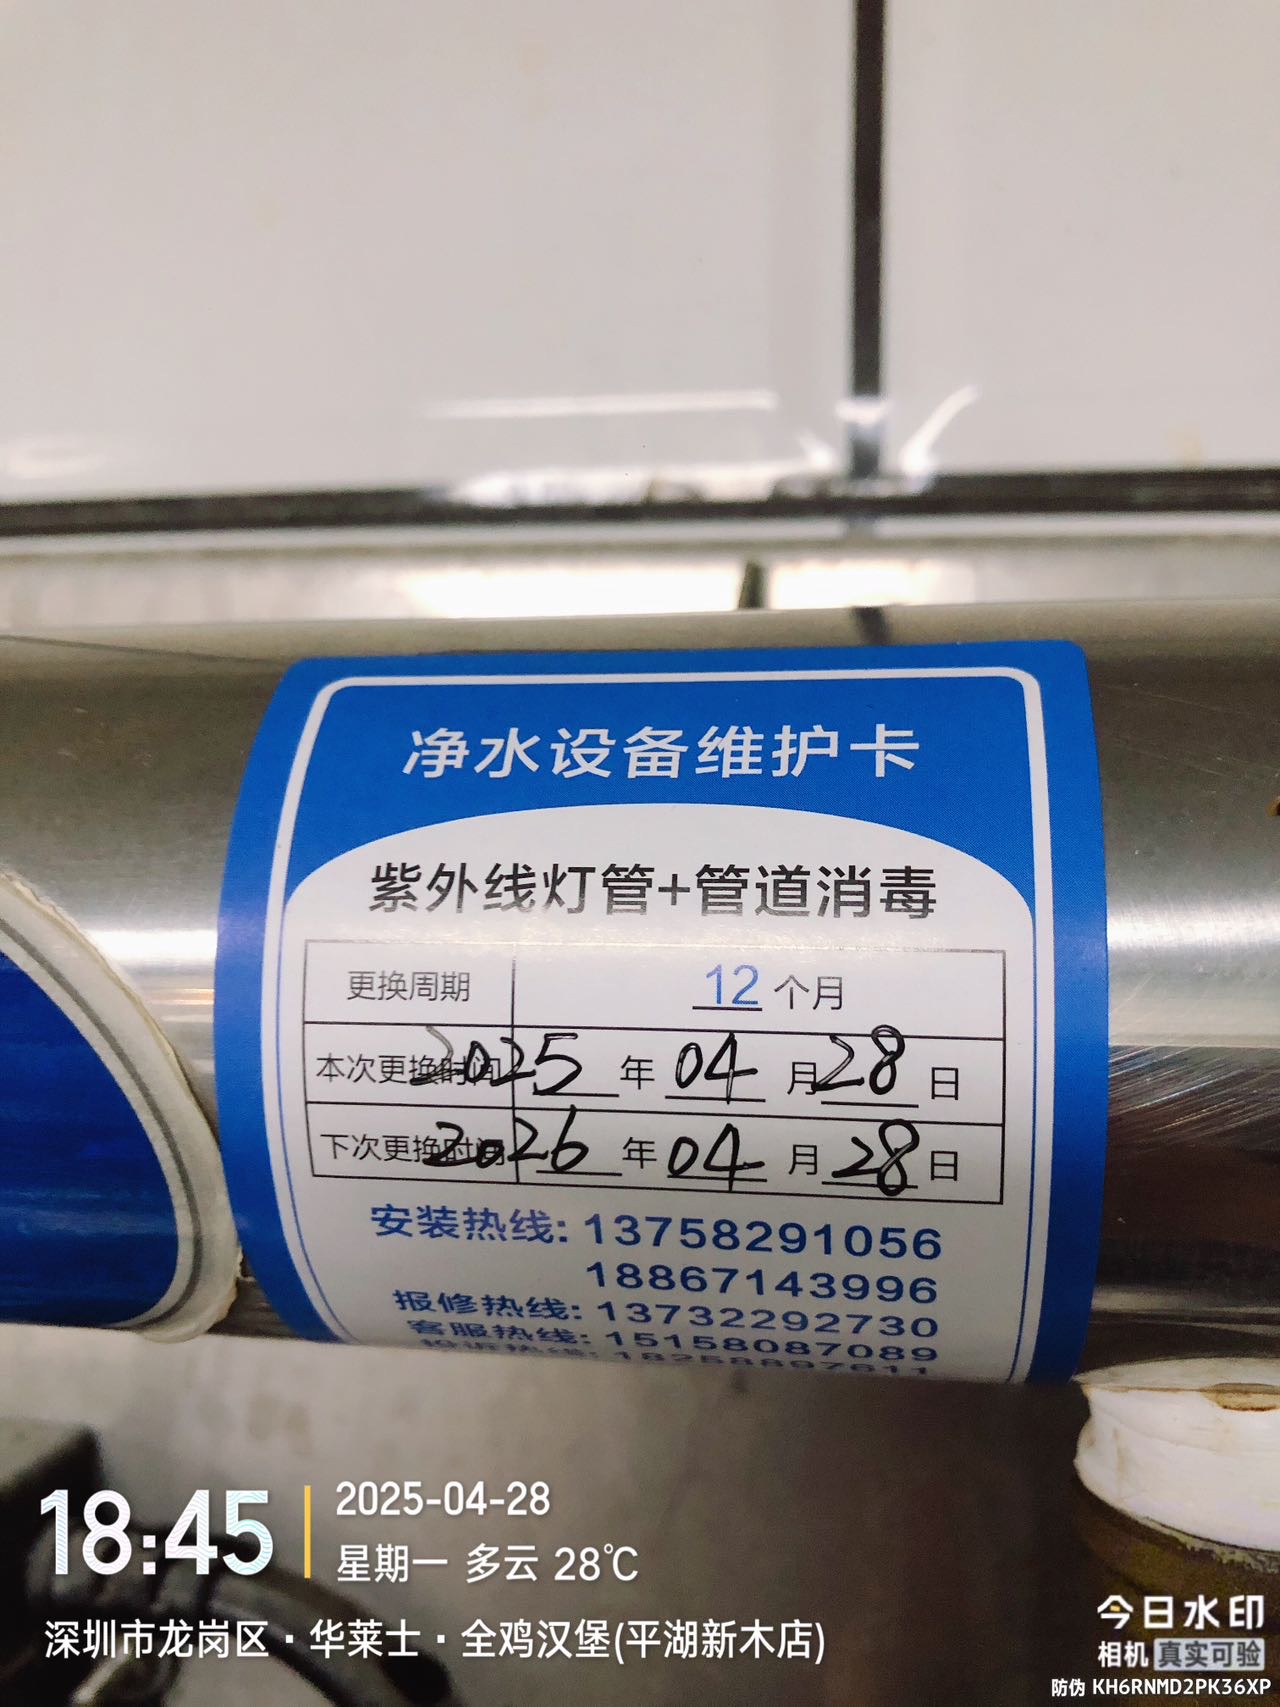 净水设备维护卡
紫外线灯管+管道消毒
更换周期 12 个月
本次更换时间 2025 年 04 月 28 日
下次更换时间 2026 年 04 月 28 日
安装热线: 13758291056
18867143996
报修热线: 13732292730
客服热线: 15158087089
投诉热线: 18258897611
18:45
2025-04-28
星期一 多云 28℃
深圳市龙岗区·华莱士·全鸡汉堡(平湖新木店)
今日水印
相机 真实可验
防伪 KH6RNMD2PK36XP